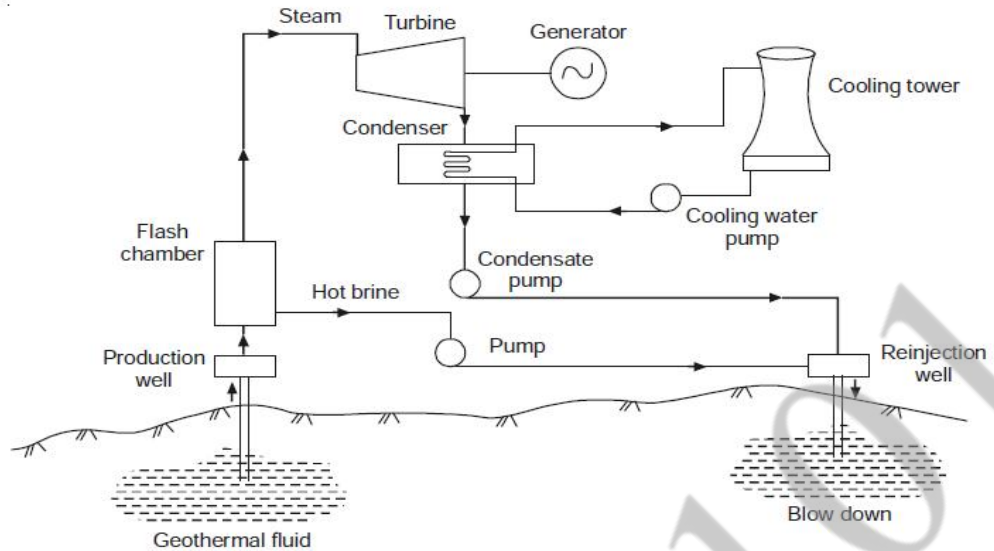 Steam
Turbine
Generator
Cooling tower
Condenser
Cooling water
pump
Flash
chamber
Condensate
pump
Hot brine
Production
well
Pump
Reinjection
well
Blow down
Geothermal fluid